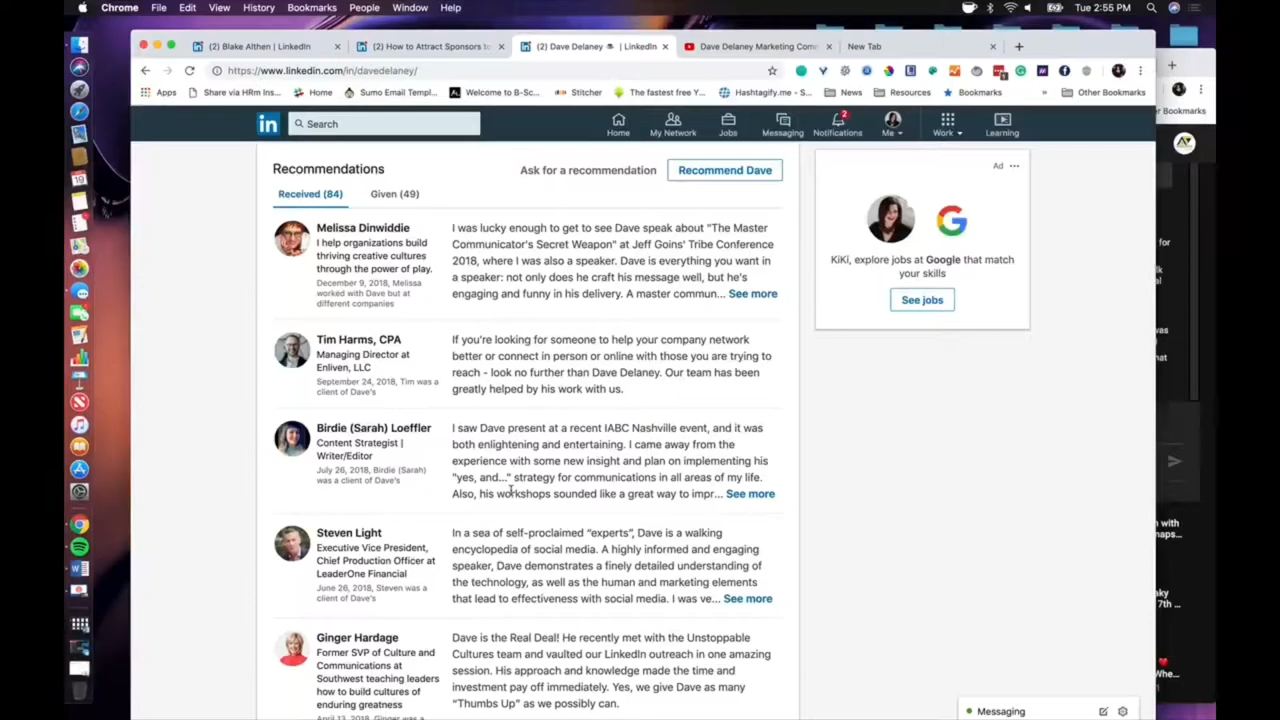 Chrome File Edit View History Bookmarks People Window Help
Tue 2:55 PM
(2) Blake Althen | LinkedIn
(2) How to Attract Sponsors to
(2) Dave Delaney | LinkedIn
Dave Delaney Marketing Com
New Tab
https://www.linkedin.com/in/davedelaney/
Apps
Share via HRm Ins...
Home
Sumo Email Templ...
Welcome to B-Sc...
Stitcher
The fastest free Y...
Hashtagify.me - S...
News
Resources
Bookmarks
»
Other Bookmarks
r Bookmarks
in
Search
Home
My Network
Jobs
Messaging
2
Notifications
Me
Work
Learning
Recommendations
Ask for a recommendation
Recommend Dave
Received (84)
Given (49)
Melissa Dinwiddie
I help organizations build
thriving creative cultures
through the power of play.
December 9, 2018, Melissa
worked with Dave but at
different companies
I was lucky enough to get to see Dave speak about "The Master
Communicator's Secret Weapon" at Jeff Goins' Tribe Conference
2018, where I was also a speaker. Dave is everything you want in
a speaker: not only does he craft his message well, but he's
engaging and funny in his delivery. A master commun... See more
Tim Harms, CPA
Managing Director at
Enliven, LLC
September 24, 2018, Tim was a
client of Dave's
If you're looking for someone to help your company network
better or connect in person or online with those you are trying to
reach - look no further than Dave Delaney. Our team has been
greatly helped by his work with us.
Birdie (Sarah) Loeffler
Content Strategist |
Writer/Editor
July 26, 2018, Birdie (Sarah)
was a client of Dave's
I saw Dave present at a recent IABC Nashville event, and it was
both enlightening and entertaining. I came away from the
experience with some new insight and plan on implementing his
"yes, and..." strategy for communications in all areas of my life.
Also, his workshops sounded like a great way to impr... See more
Steven Light
Executive Vice President,
Chief Production Officer at
LeaderOne Financial
June 26, 2018, Steven was a
client of Dave's
In a sea of self-proclaimed "experts", Dave is a walking
encyclopedia of social media. A highly informed and engaging
speaker, Dave demonstrates a finely detailed understanding of
the technology, as well as the human and marketing elements
that lead to effectiveness with social media. I was ve... See more
Ginger Hardage
Former SVP of Culture and
Communications at
Southwest teaching leaders
how to build cultures of
enduring greatness
April 13, 2018, Ginger was a
Dave is the Real Deal! He recently met with the Unstoppable
Cultures team and vaulted our LinkedIn outreach in one amazing
session. His approach and knowledge made the time and
investment pay off immediately. Yes, we give Dave as many
"Thumbs Up" as we possibly can.
Ad
KiKi, explore jobs at Google that match
your skills
See jobs
Messaging
for
was
hat
with
maps...
7th ...
Whe...